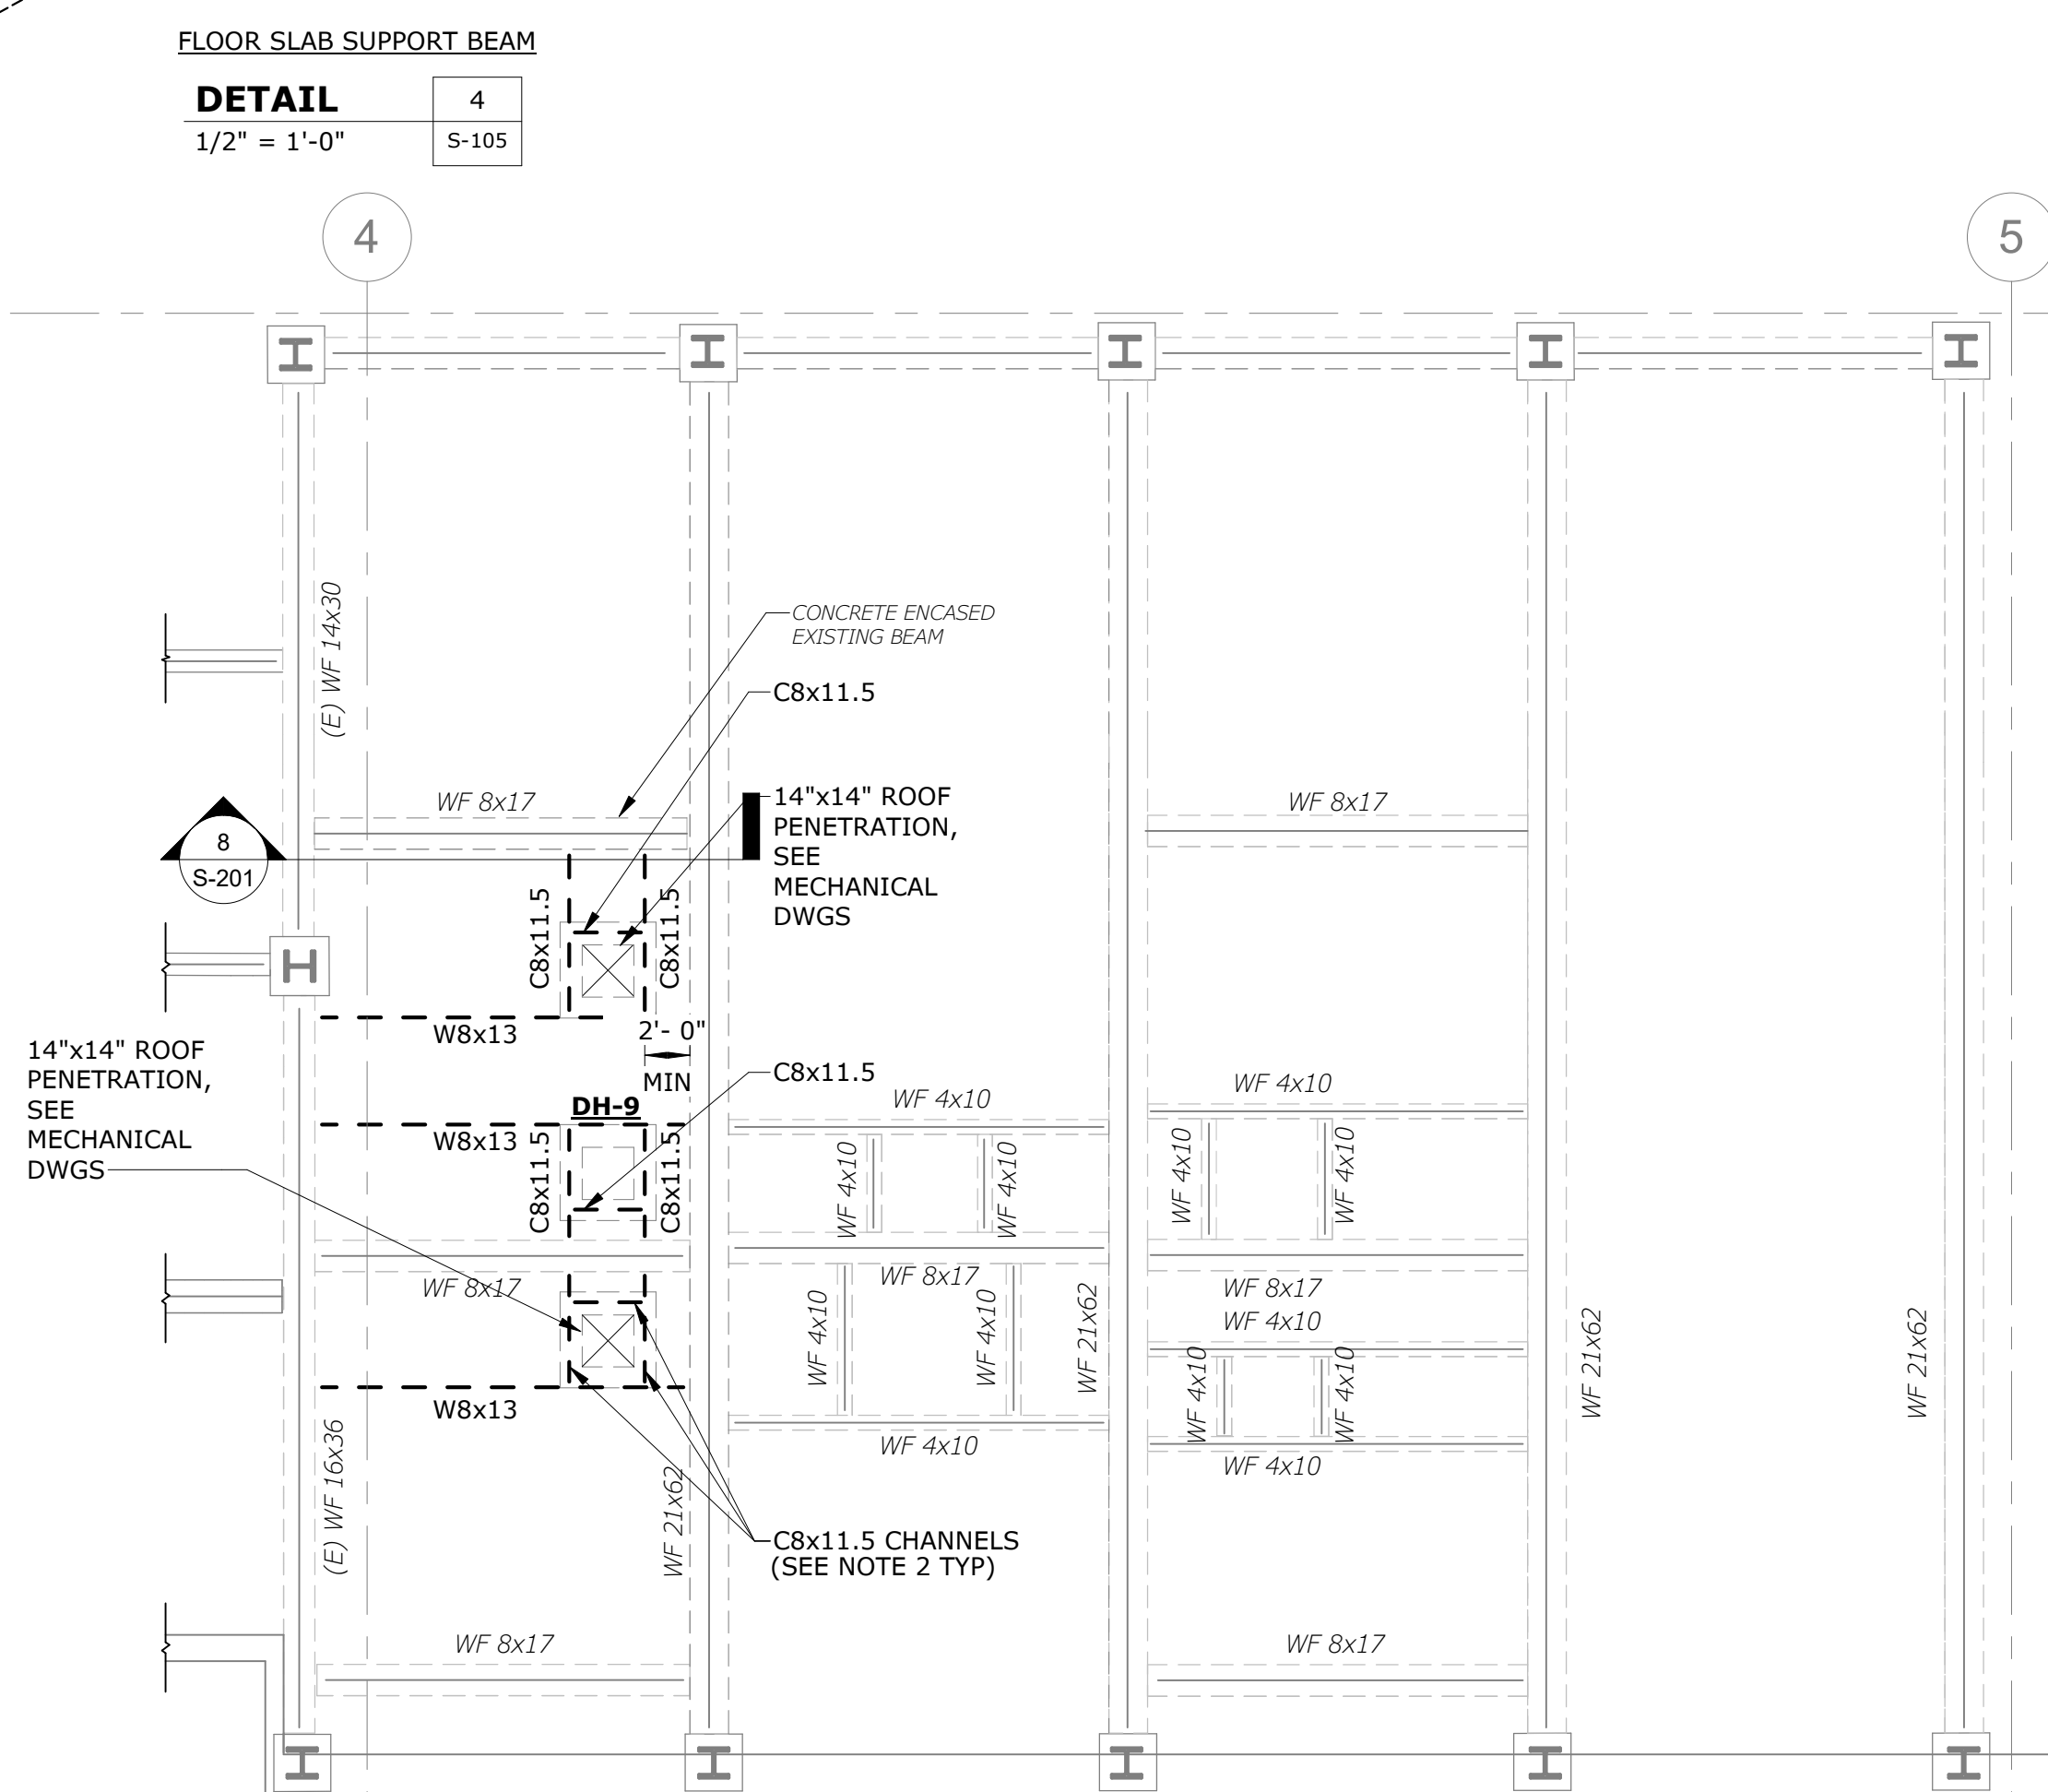 FLOOR SLAB SUPPORT BEAM
DETAIL
4
1/2" = 1'-0"
S-105
4
5
(E) WF 14x30
CONCRETE ENCASED
EXISTING BEAM
C8x11.5
WF 8x17
14"x14" ROOF
PENETRATION,
SEE
MECHANICAL
DWGS
WF 8x17
8
S-201
C8x11.5
C8x11.5
W8x13
2'- 0"
MIN
14"x14" ROOF
PENETRATION,
SEE
MECHANICAL
DWGS
C8x11.5
DH-9
W8x13
C8x11.5
C8x11.5
WF 4x10
WF 4x10
WF 4x10
WF 4x10
WF 4x10
WF 4x10
WF 8x17
WF 8x17
WF 8x17
WF 4x10
WF 4x10
WF 4x10
WF 21x62
WF 4x10
WF 4x10
WF 21x62
WF 21x62
W8x13
WF 4x10
WF 4x10
(E) WF 16x36
WF 21x62
C8x11.5 CHANNELS
(SEE NOTE 2 TYP)
WF 8x17
WF 8x17